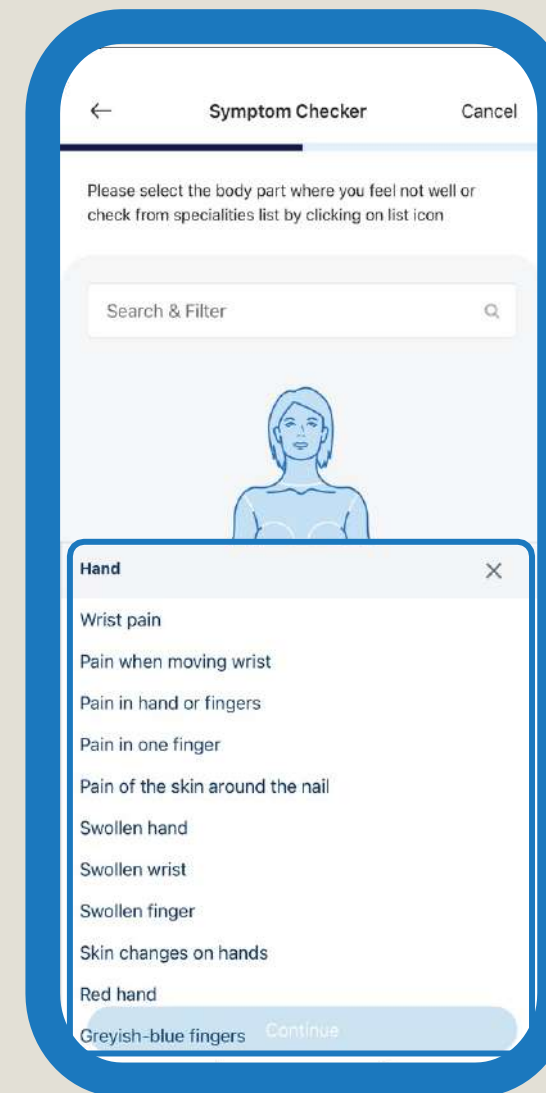 Symptom Checker
Cancel
Please select the body part where you feel not well or
check from specialities list by clicking on list icon
Search & Filter
Hand
Wrist pain
Pain when moving wrist
Pain in hand or fingers
Pain in one finger
Pain of the skin around the nail
Swollen hand
Swollen wrist
Swollen finger
Skin changes on hands
Red hand
Greyish-blue fingers
Continue